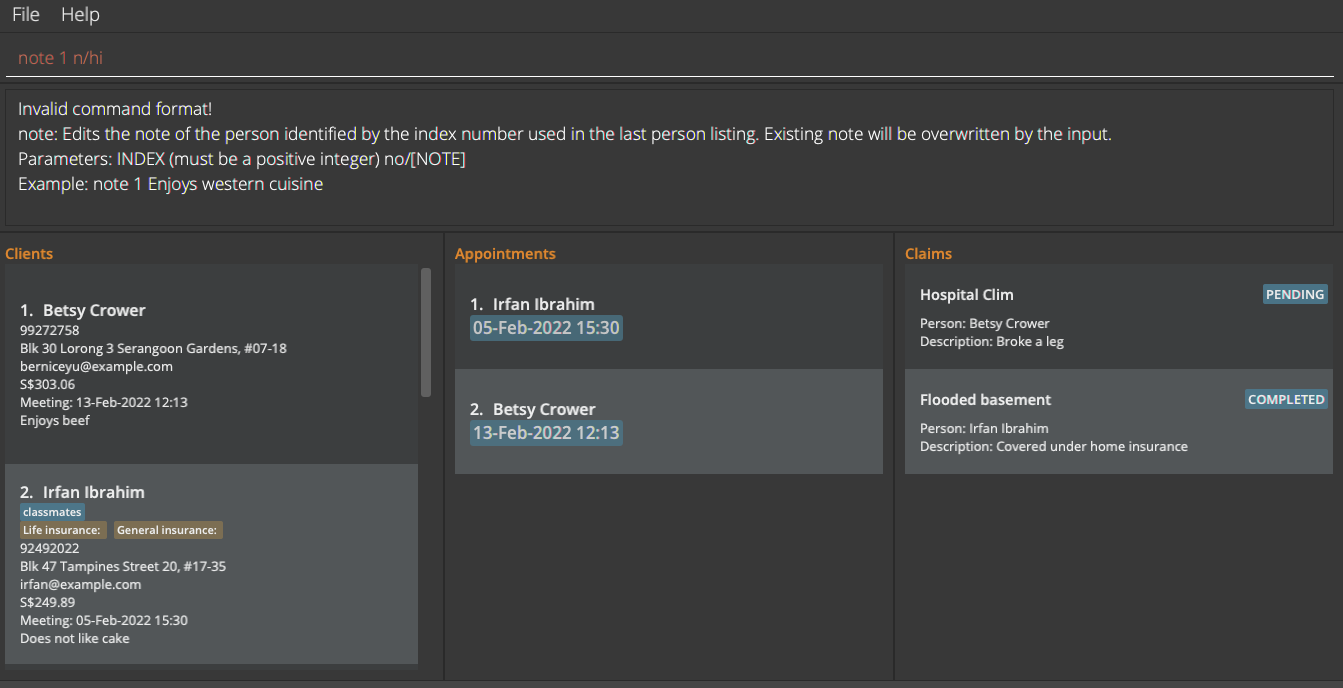 File Help
note 1 n/hi
Invalid command format!
note: Edits the note of the person identified by the index number used in the last person listing. Existing note will be overwritten by the input.
Parameters: INDEX (must be a positive integer) no/[NOTE]
Example: note 1 Enjoys western cuisine
Clients
1. Betsy Crower
99272758
Blk 30 Lorong 3 Serangoon Gardens, #07-18
berniceyu@example.com
S$303.06
Meeting: 13-Feb-2022 12:13
Enjoys beef
2. Irfan Ibrahim
classmates
Life insurance: General insurance:
92492022
Blk 47 Tampines Street 20, #17-35
irfan@example.com
S$249.89
Meeting: 05-Feb-2022 15:30
Does not like cake
Appointments
1. Irfan Ibrahim
05-Feb-2022 15:30
2. Betsy Crower
13-Feb-2022 12:13
Claims
Hospital Clim PENDING
Person: Betsy Crower
Description: Broke a leg
Flooded basement COMPLETED
Person: Irfan Ibrahim
Description: Covered under home insurance